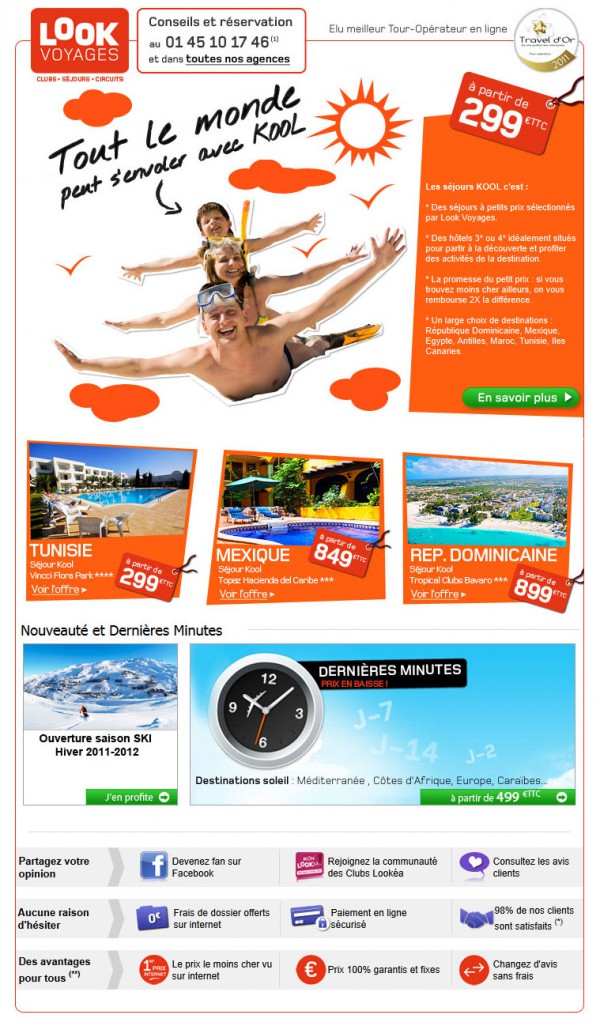 LOOK
VOYAGES
CLUBS • SÉJOURS • CIRCUITS
Conseils et réservation
au 01 45 10 17 46 (1)
et dans toutes nos agences
Elu meilleur Tour-Opérateur en ligne
Travel d'Or
2011
Tout le monde
peut s'envoler avec KOOL
à partir de
299 €TTC
Les séjours KOOL c'est :
* Des séjours à petits prix sélectionnés
par Look Voyages.
* Des hôtels 3* ou 4* idéalement situés
pour partir à la découverte et profiter
des activités de la destination.
* La promesse du petit prix : si vous
trouvez moins cher ailleurs, on vous
rembourse 2X la différence.
* Un large choix de destinations :
République Dominicaine, Mexique,
Egypte, Antilles, Maroc, Tunisie, Iles
Canaries.
En savoir plus
TUNISIE
Séjour Kool
Vincci Flora Park ****
Voir l'offre
à partir de
299 €TTC
MEXIQUE
Séjour Kool
Topaz Hacienda del Caribe ***
Voir l'offre
à partir de
849 €TTC
REP. DOMINICAINE
Séjour Kool
Tropical Clubs Bavaro ***
Voir l'offre
à partir de
899 €TTC
Nouveauté et Dernières Minutes
Ouverture saison SKI
Hiver 2011-2012
J'en profite
12
3
6
9
DERNIÈRES MINUTES
PRIX EN BAISSE !
J-7
J-14
J-2
Destinations soleil : Méditerranée , Côtes d'Afrique, Europe, Caraïbes...
à partir de 499 €TTC
Partagez votre
opinion
Devenez fan sur
Facebook
MON
LOOKéA
Rejoignez la communauté
des Clubs Lookéa
Consultez les avis
clients
Aucune raison
d'hésiter
0€
Frais de dossier offerts
sur internet
Paiement en ligne
sécurisé
98% de nos clients
sont satisfaits (*)
Des avantages
pour tous (**)
1ER
PRIX
INTERNET
Le prix le moins cher vu
sur internet
€
Prix 100% garantis et fixes
Changez d'avis
sans frais